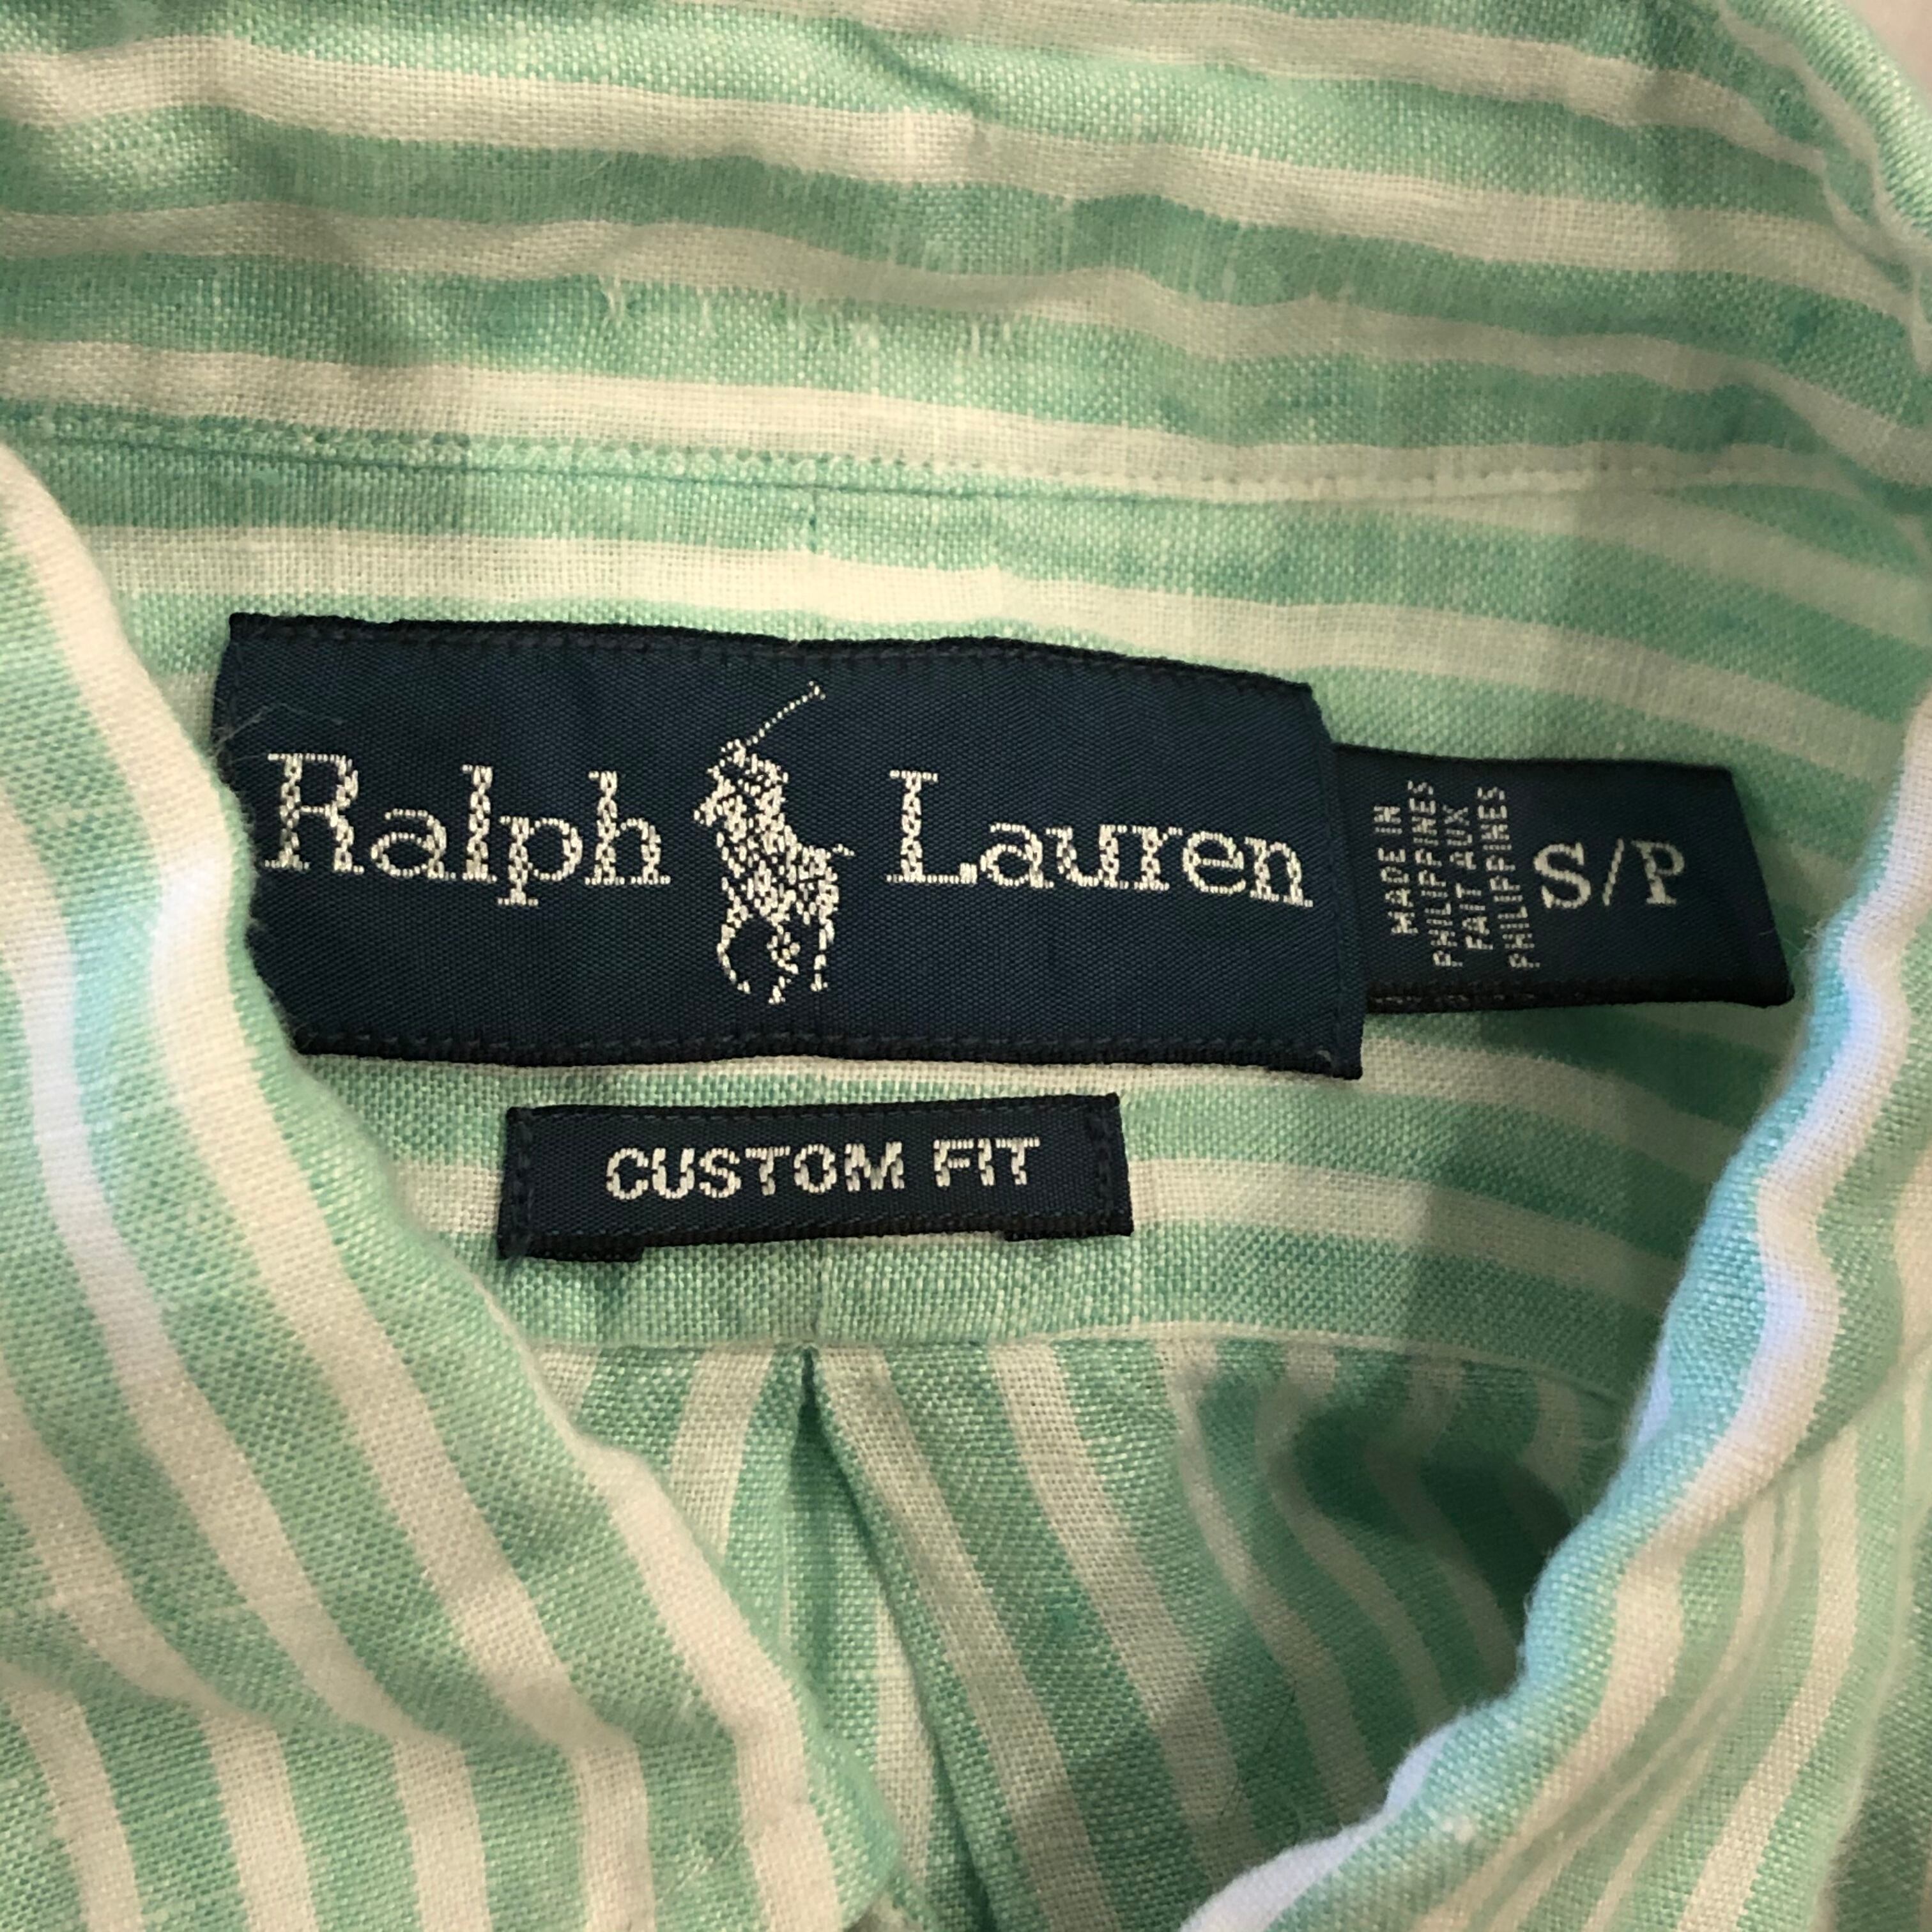 Ralph Lauren
MADE IN
PHILIPPINES
FAIT AUX
PHILIPPINES
S/P
CUSTOM FIT